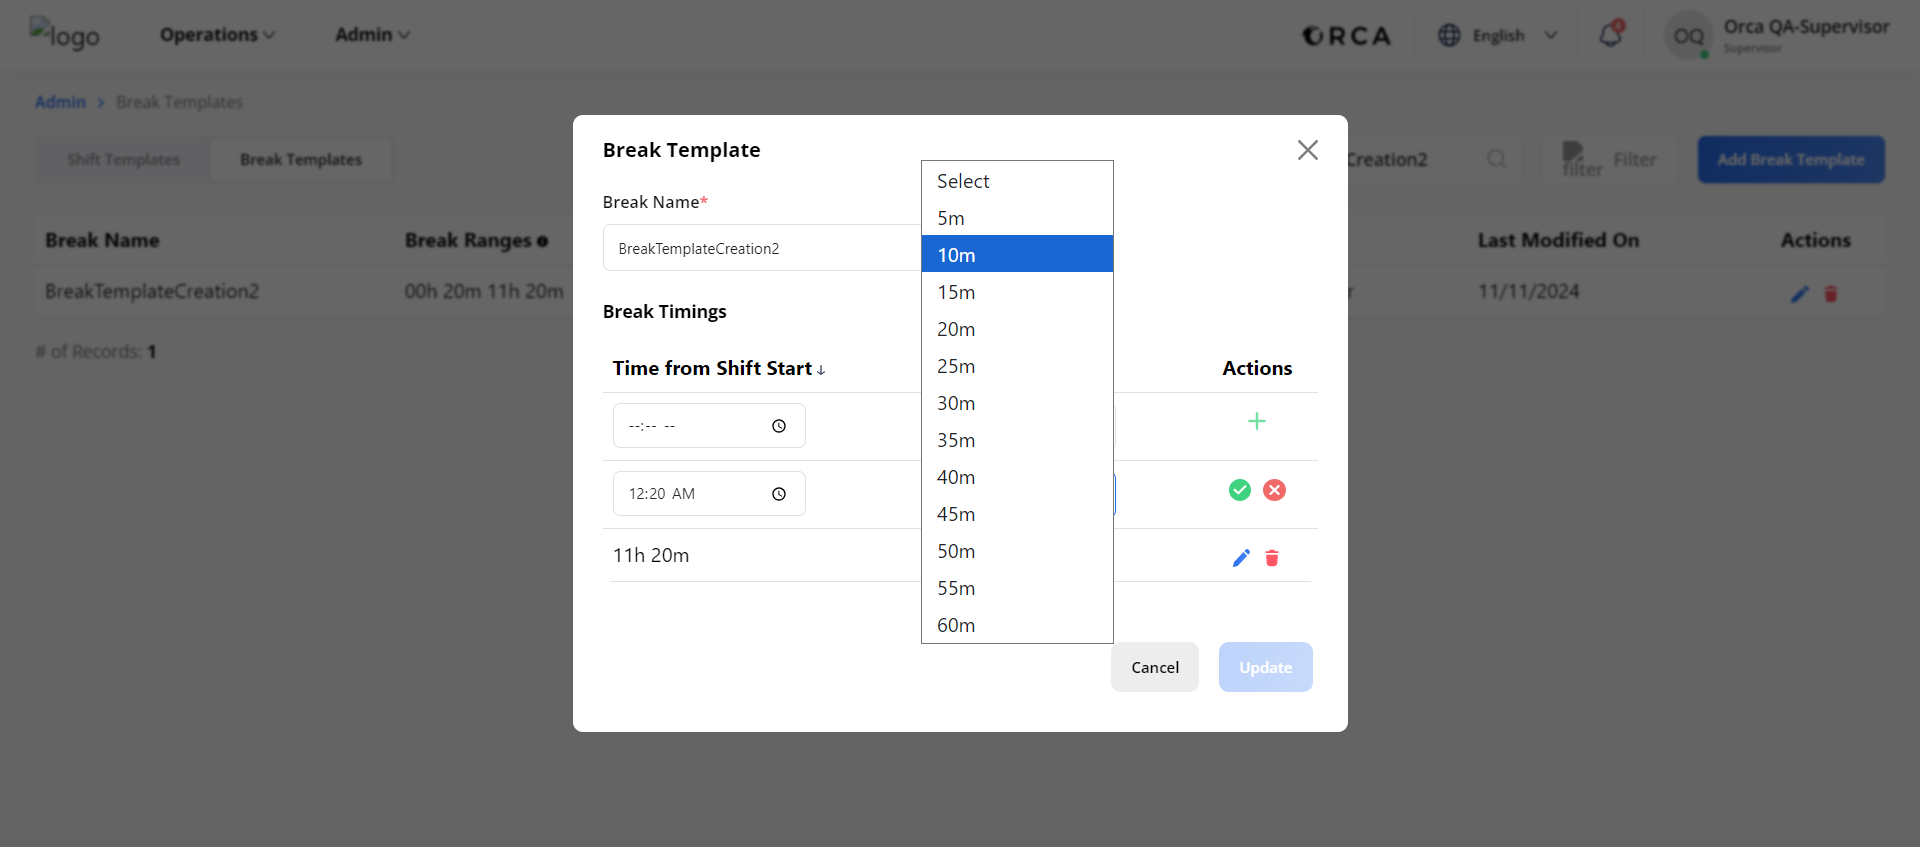 logo
Operations
Admin
ORCA
English
4
OQ
Orca QA-Supervisor
Supervisor
Admin > Break Templates
Shift Templates
Break Templates
Creation2
filter
Filter
Add Break Template
Break Name
Break Ranges
Last Modified On
Actions
BreakTemplateCreation2
00h 20m 11h 20m
r
11/11/2024
# of Records: 1
Break Template
Break Name*
BreakTemplateCreation2
Break Timings
Time from Shift Start ↓
Actions
--:-- --
12:20 AM
11h 20m
Select
5m
10m
15m
20m
25m
30m
35m
40m
45m
50m
55m
60m
Cancel
Update